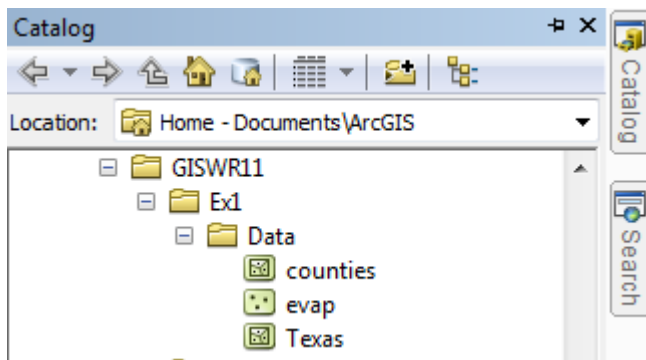 Catalog
Location: Home - Documents\ArcGIS
GISWR11
Ex1
Data
counties
evap
Texas
Catalog
Search